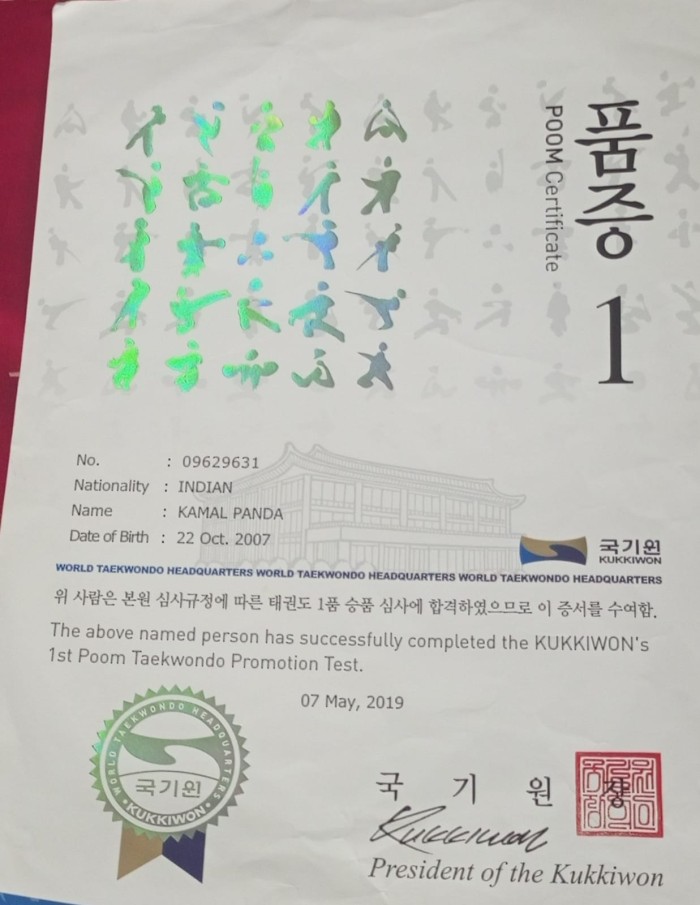 품증
POOM Certificate
1
No. : 09629631
Nationality : INDIAN
Name : KAMAL PANDA
Date of Birth : 22 Oct. 2007
국기원
KUKKIWON
WORLD TAEKWONDO HEADQUARTERS WORLD TAEKWONDO HEADQUARTERS WORLD TAEKWONDO HEADQUARTERS
위 사람은 본원 심사규정에 따른 태권도 1품 승품 심사에 합격하였으므로 이 증서를 수여함.
The above named person has successfully completed the KUKKIWON's
1st Poom Taekwondo Promotion Test.
07 May, 2019
WORLD TAEKWONDO HEADQUARTERS
국기원
·KUKKIWON·
국 기 원 장
Kukkiwon
President of the Kukkiwon